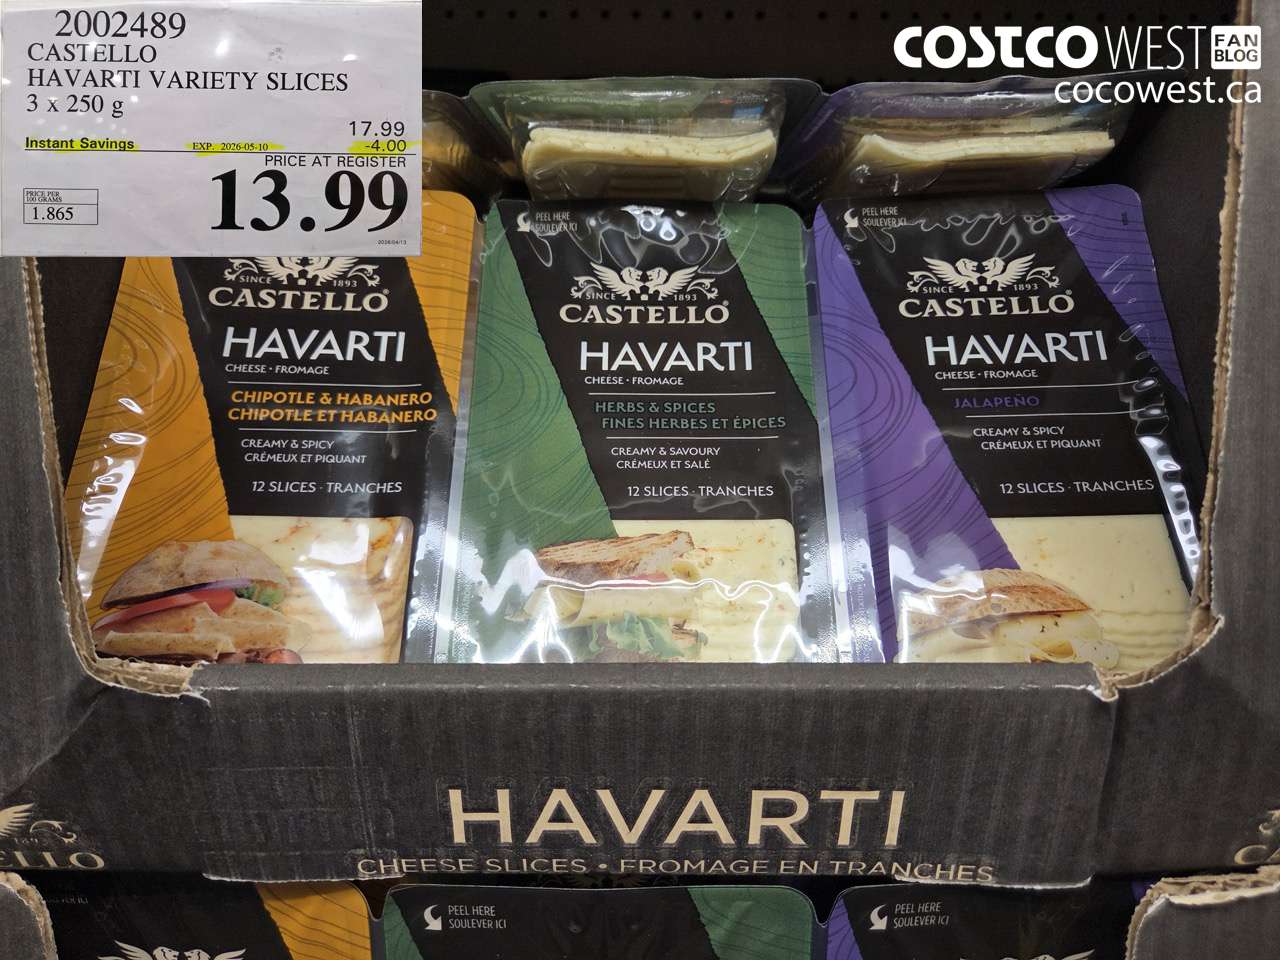 2002489
CASTELLO
HAVARTI VARIETY SLICES
3 x 250 g
17.99
Instant Savings EXP. 2026-05-10 -4.00
PRICE AT REGISTER
PRICE PER
100 GRAMS
1.865
13.99
2026/04/13
COSTCO WEST FAN BLOG
cocowest.ca
SINCE 1893
CASTELLO®
HAVARTI
CHEESE · FROMAGE
CHIPOTLE & HABANERO
CHIPOTLE ET HABANERO
CREAMY & SPICY
CRÉMEUX ET PIQUANT
12 SLICES · TRANCHES
PEEL HERE
SOULEVER ICI
SINCE 1893
CASTELLO®
HAVARTI
CHEESE · FROMAGE
HERBS & SPICES
FINES HERBES ET ÉPICES
CREAMY & SAVOURY
CRÉMEUX ET SALÉ
12 SLICES · TRANCHES
PEEL HERE
SOULEVER ICI
SINCE 1893
CASTELLO®
HAVARTI
CHEESE · FROMAGE
JALAPEÑO
CREAMY & SPICY
CRÉMEUX ET PIQUANT
12 SLICES · TRANCHES
HAVARTI
CHEESE SLICES • FROMAGE EN TRANCHES
ELLO
PEEL HERE
SOULEVER ICI
PEEL HERE
SOULEVER ICI